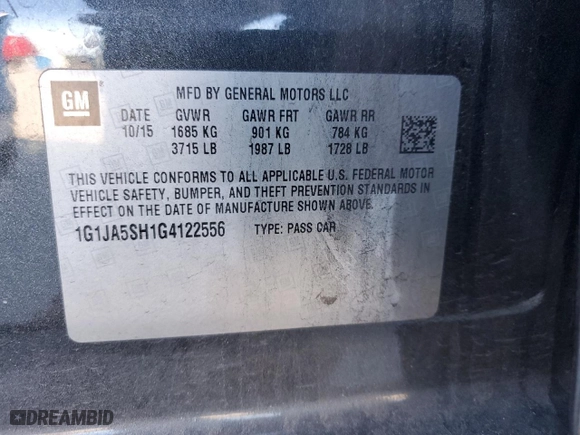 GM
MFD BY GENERAL MOTORS LLC
DATE GVWR GAWR FRT GAWR RR
10/15 1685 KG 901 KG 784 KG
3715 LB 1987 LB 1728 LB
THIS VEHICLE CONFORMS TO ALL APPLICABLE U.S. FEDERAL MOTOR
VEHICLE SAFETY, BUMPER, AND THEFT PREVENTION STANDARDS IN
EFFECT ON THE DATE OF MANUFACTURE SHOWN ABOVE.
1G1JA5SH1G4122556 TYPE: PASS CAR
DREAMBID